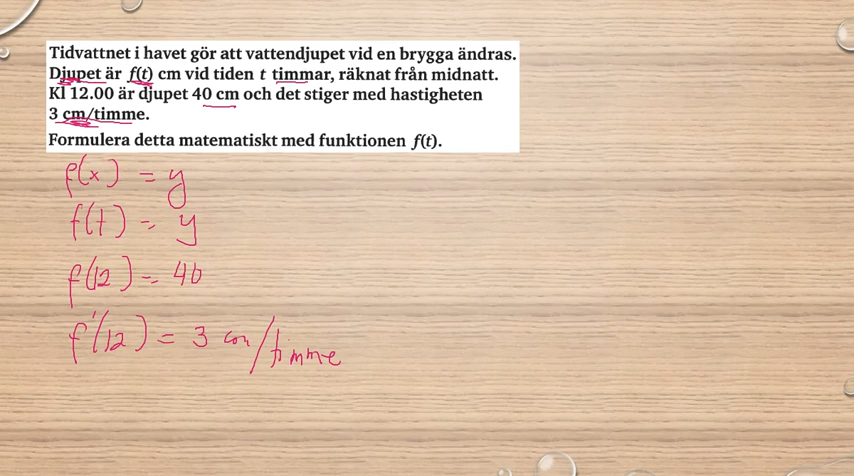 Tidvattnet i havet gör att vattendjupet vid en brygga ändras.
Djupet är f(t) cm vid tiden t timmar, räknat från midnatt.
Kl 12.00 är djupet 40 cm och det stiger med hastigheten
3 cm/timme.
Formulera detta matematiskt med funktionen f(t).
f(x) = y
f(t) = y
f(12) = 40
f'(12) = 3 cm/timme